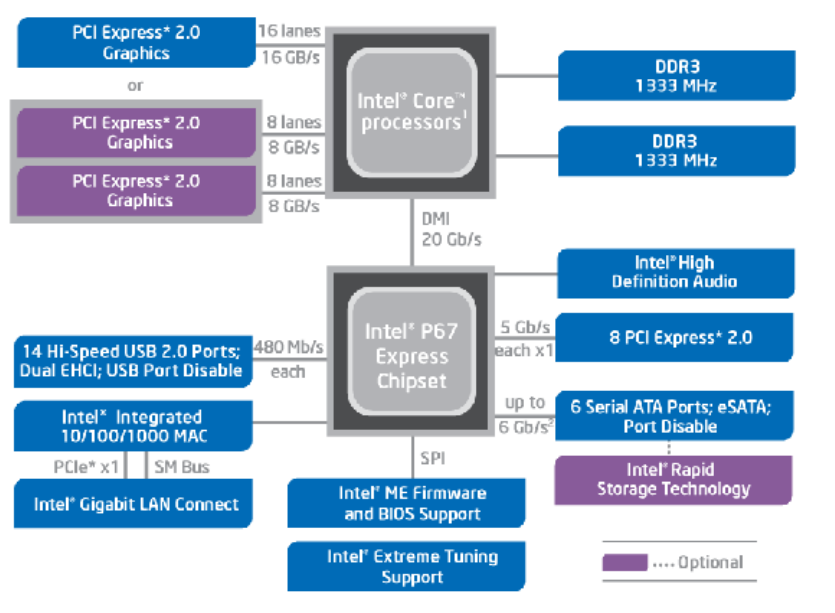 PCI Express* 2.0
Graphics
16 lanes
16 GB/s
or
PCI Express* 2.0
Graphics
8 lanes
8 GB/s
PCI Express* 2.0
Graphics
8 lanes
8 GB/s
Intel® Core™
processors¹
DDR3
1333 MHz
DDR3
1333 MHz
DMI
20 Gb/s
Intel® P67
Express
Chipset
Intel® High
Definition Audio
5 Gb/s
each x1
8 PCI Express* 2.0
up to
6 Gb/s²
6 Serial ATA Ports; eSATA;
Port Disable
Intel® Rapid
Storage Technology
14 Hi-Speed USB 2.0 Ports;
Dual EHCI; USB Port Disable
480 Mb/s
each
Intel® Integrated
10/100/1000 MAC
PCIe* x1
SM Bus
Intel® Gigabit LAN Connect
SPI
Intel® ME Firmware
and BIOS Support
Intel® Extreme Tuning
Support
Optional